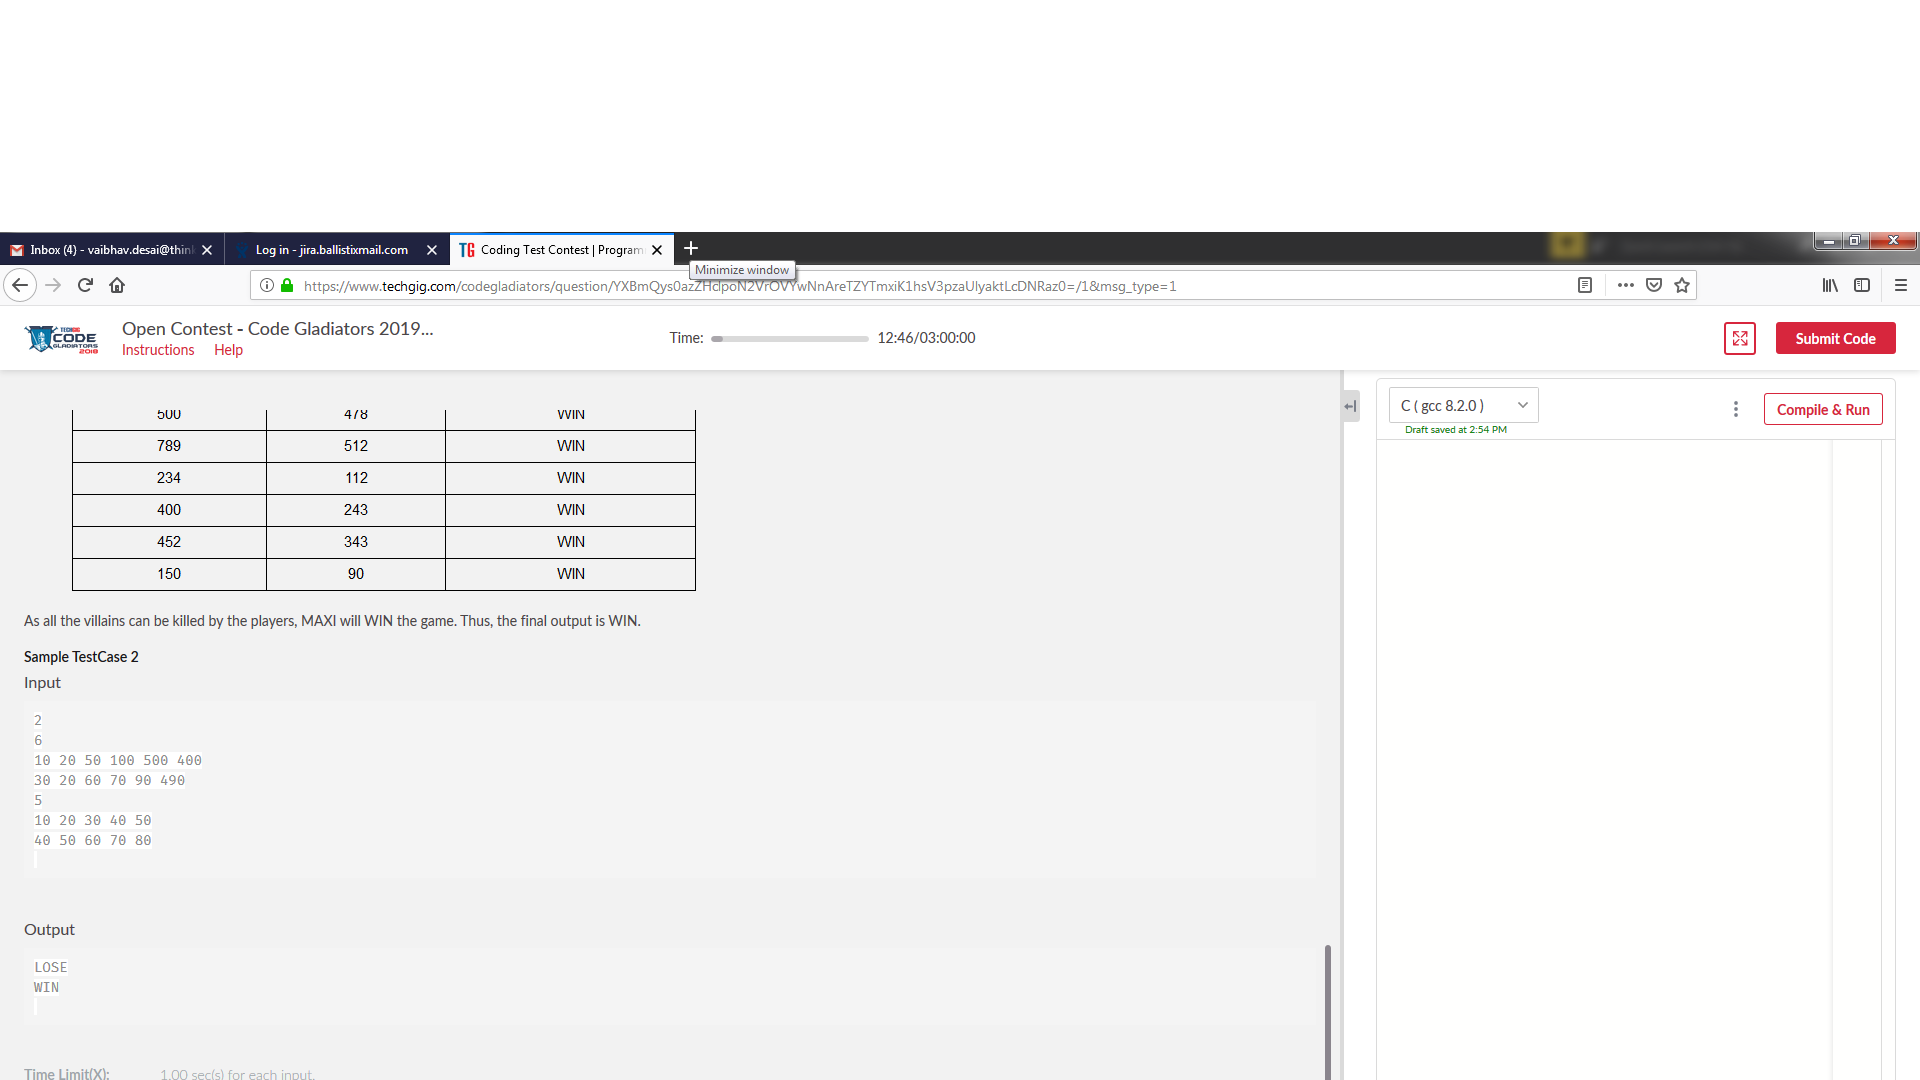 Inbox (4) - vaibhav.desai@thin
Log in - jira.ballistixmail.com
TG Coding Test Contest | Program
Minimize window
https://www.techgig.com/codegladiators/question/
Open Contest - Code Gladiators 2019...
Instructions Help
Time: 12:46/03:00:00
Submit Code
TECHGIG
CODE
GLADIATORS
2018
C ( gcc 8.2.0 )
Draft saved at 2:54 PM
Compile & Run
500 478 WIN
789 512 WIN
234 112 WIN
400 243 WIN
452 343 WIN
150 90 WIN
As all the villains can be killed by the players, MAXI will WIN the game. Thus, the final output is WIN.
Sample TestCase 2
Input
2
6
10 20 50 100 500 400
30 20 60 70 90 490
5
10 20 30 40 50
40 50 60 70 80
Output
LOSE
WIN
Time Limit(X): 1.00 sec(s) for each input.